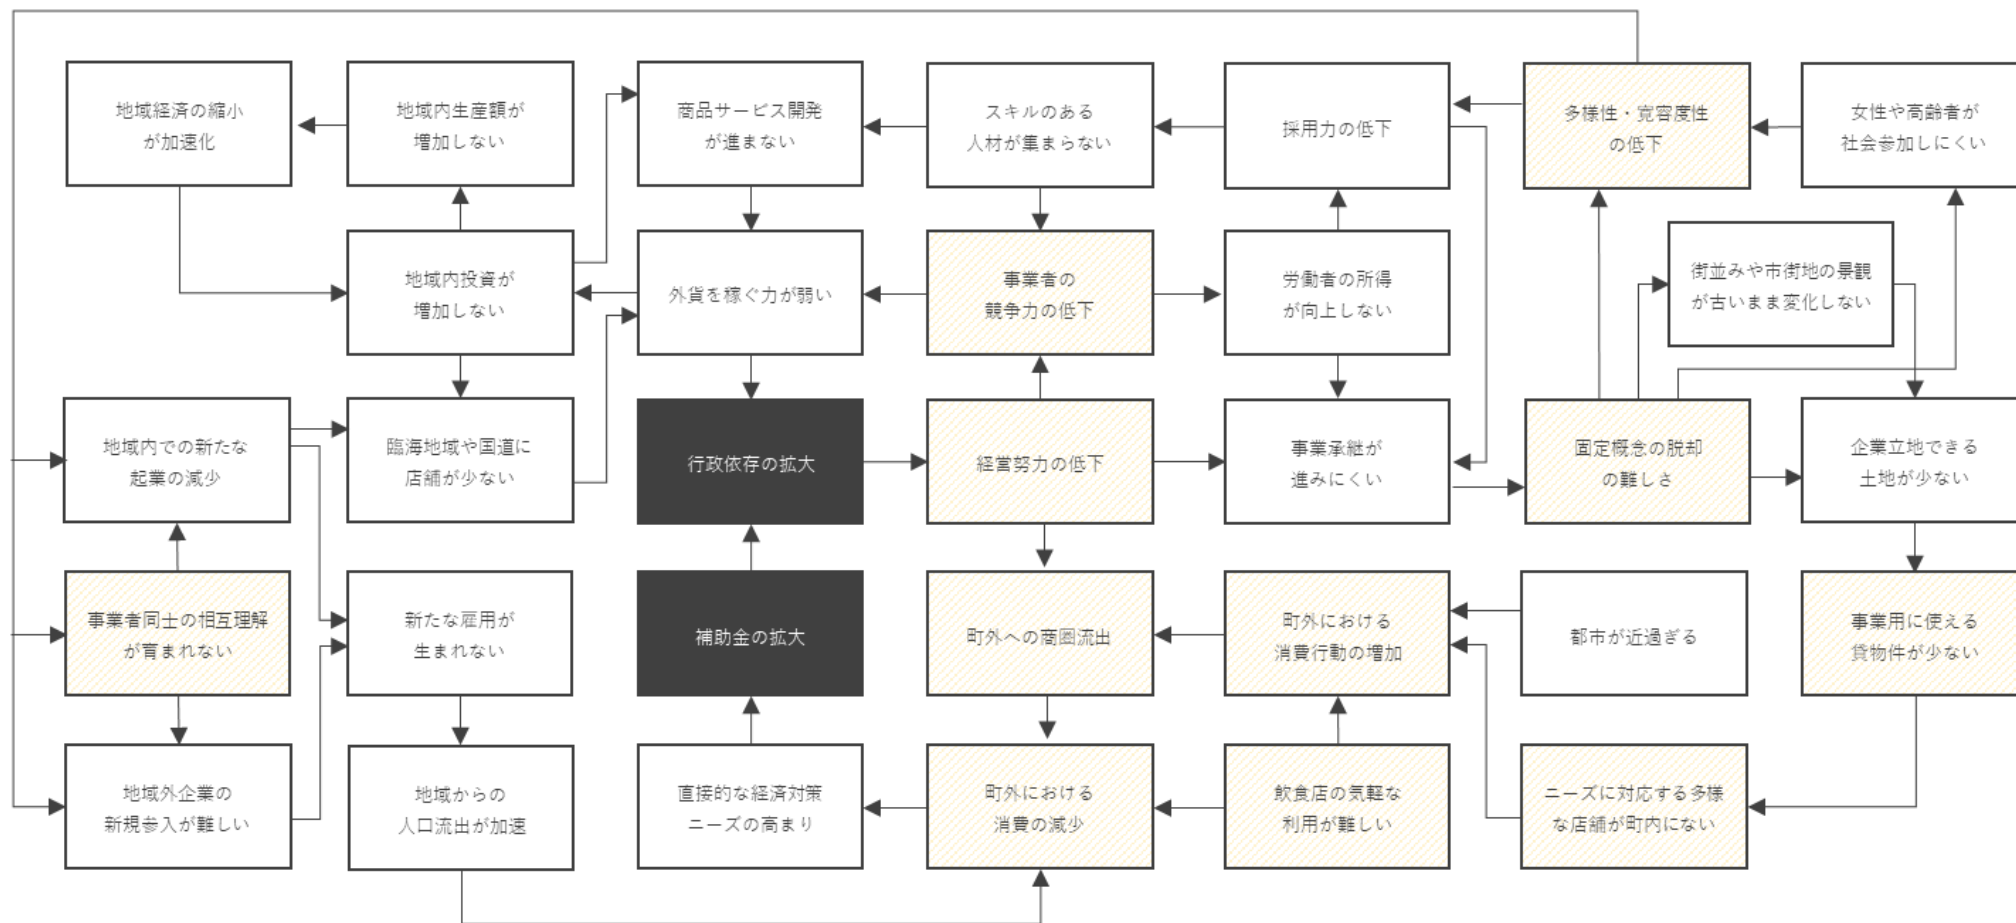 地域経済の縮小
が加速化
地域内生産額が
増加しない
商品サービス開発
が進まない
スキルのある
人材が集まらない
採用力の低下
多様性・寛容度性
の低下
女性や高齢者が
社会参加しにくい
地域内投資が
増加しない
外貨を稼ぐ力が弱い
事業者の
競争力の低下
労働者の所得
が向上しない
街並みや市街地の景観
が古いまま変化しない
地域内での新たな
起業の減少
臨海地域や国道に
店舗が少ない
行政依存の拡大
経営努力の低下
事業承継が
進みにくい
固定概念の脱却
の難しさ
企業立地できる
土地が少ない
事業者同士の相互理解
が育まれない
新たな雇用が
生まれない
補助金の拡大
町外への商圏流出
町外における
消費行動の増加
都市が近過ぎる
事業用に使える
貸物件が少ない
地域外企業の
新規参入が難しい
地域からの
人口流出が加速
直接的な経済対策
ニーズの高まり
町外における
消費の減少
飲食店の気軽な
利用が難しい
ニーズに対応する多様
な店舗が町内にない